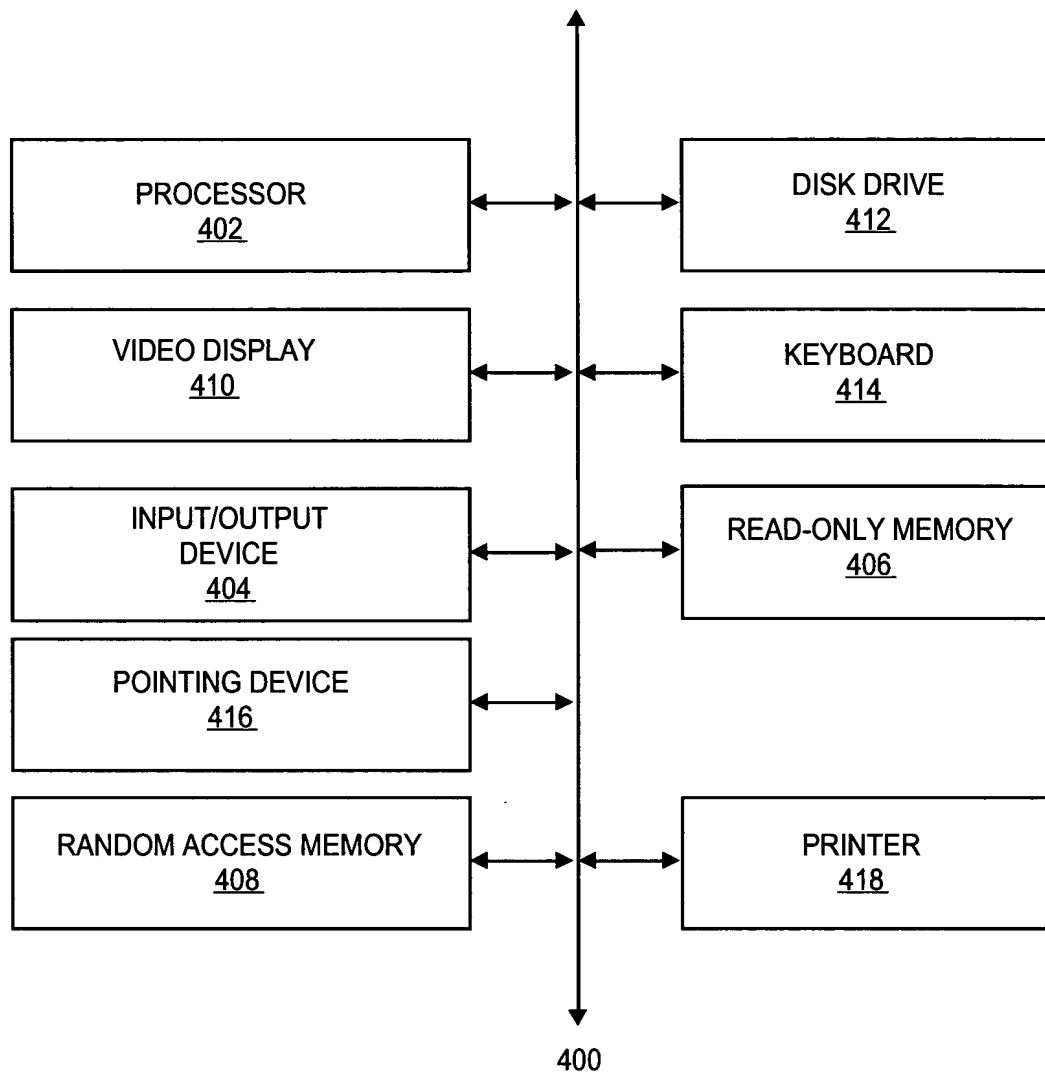 PROCESSOR
402
DISK DRIVE
412
VIDEO DISPLAY
410
KEYBOARD
414
INPUT/OUTPUT
DEVICE
404
READ-ONLY MEMORY
406
POINTING DEVICE
416
RANDOM ACCESS MEMORY
408
PRINTER
418
400